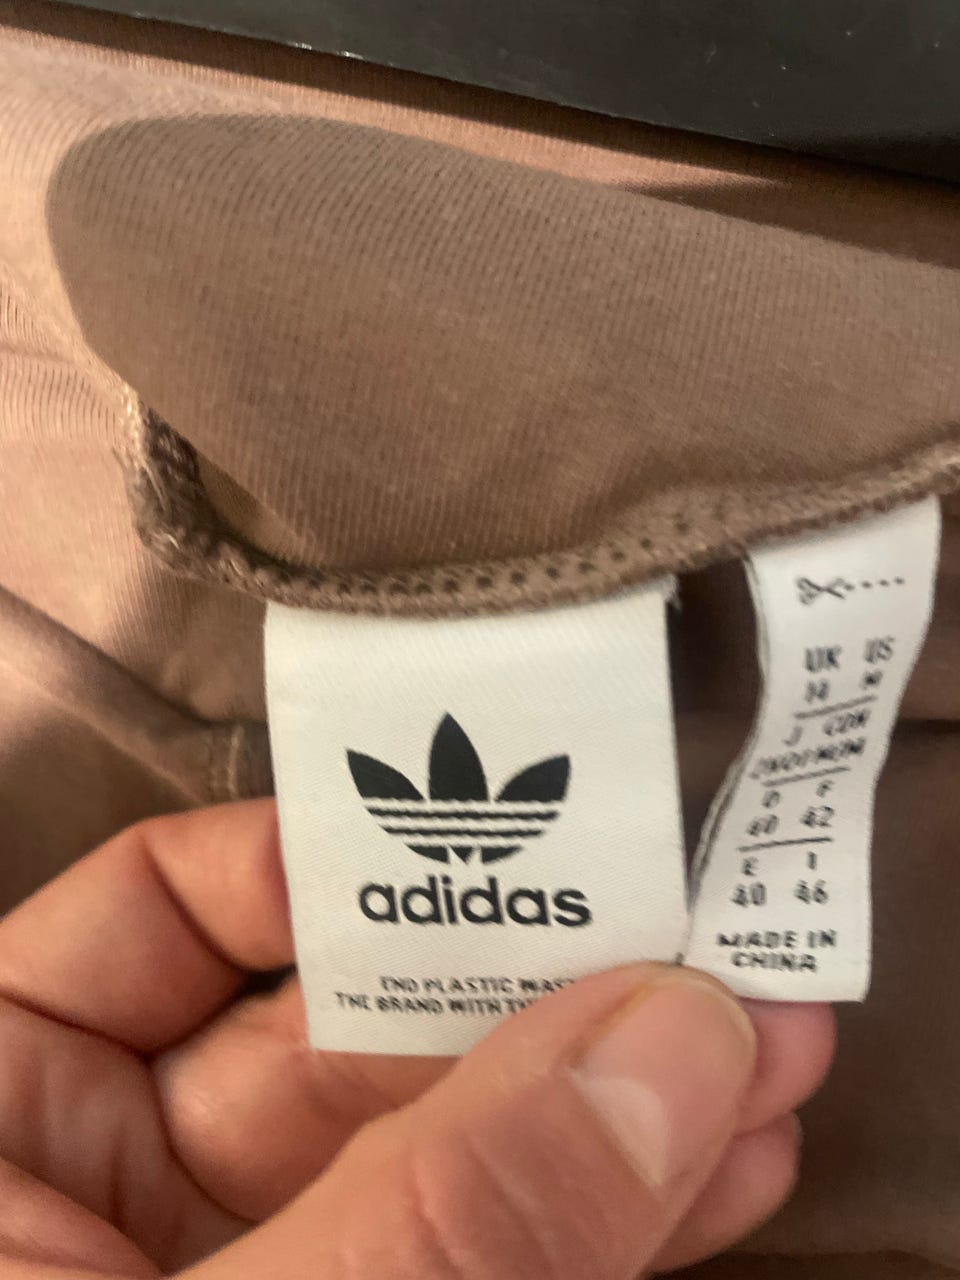 adidas
END PLASTIC WAS
THE BRAND WITH TH
UK US
14 M
J CDN
M
D F
40 42
E I
40 46
MADE IN
CHINA